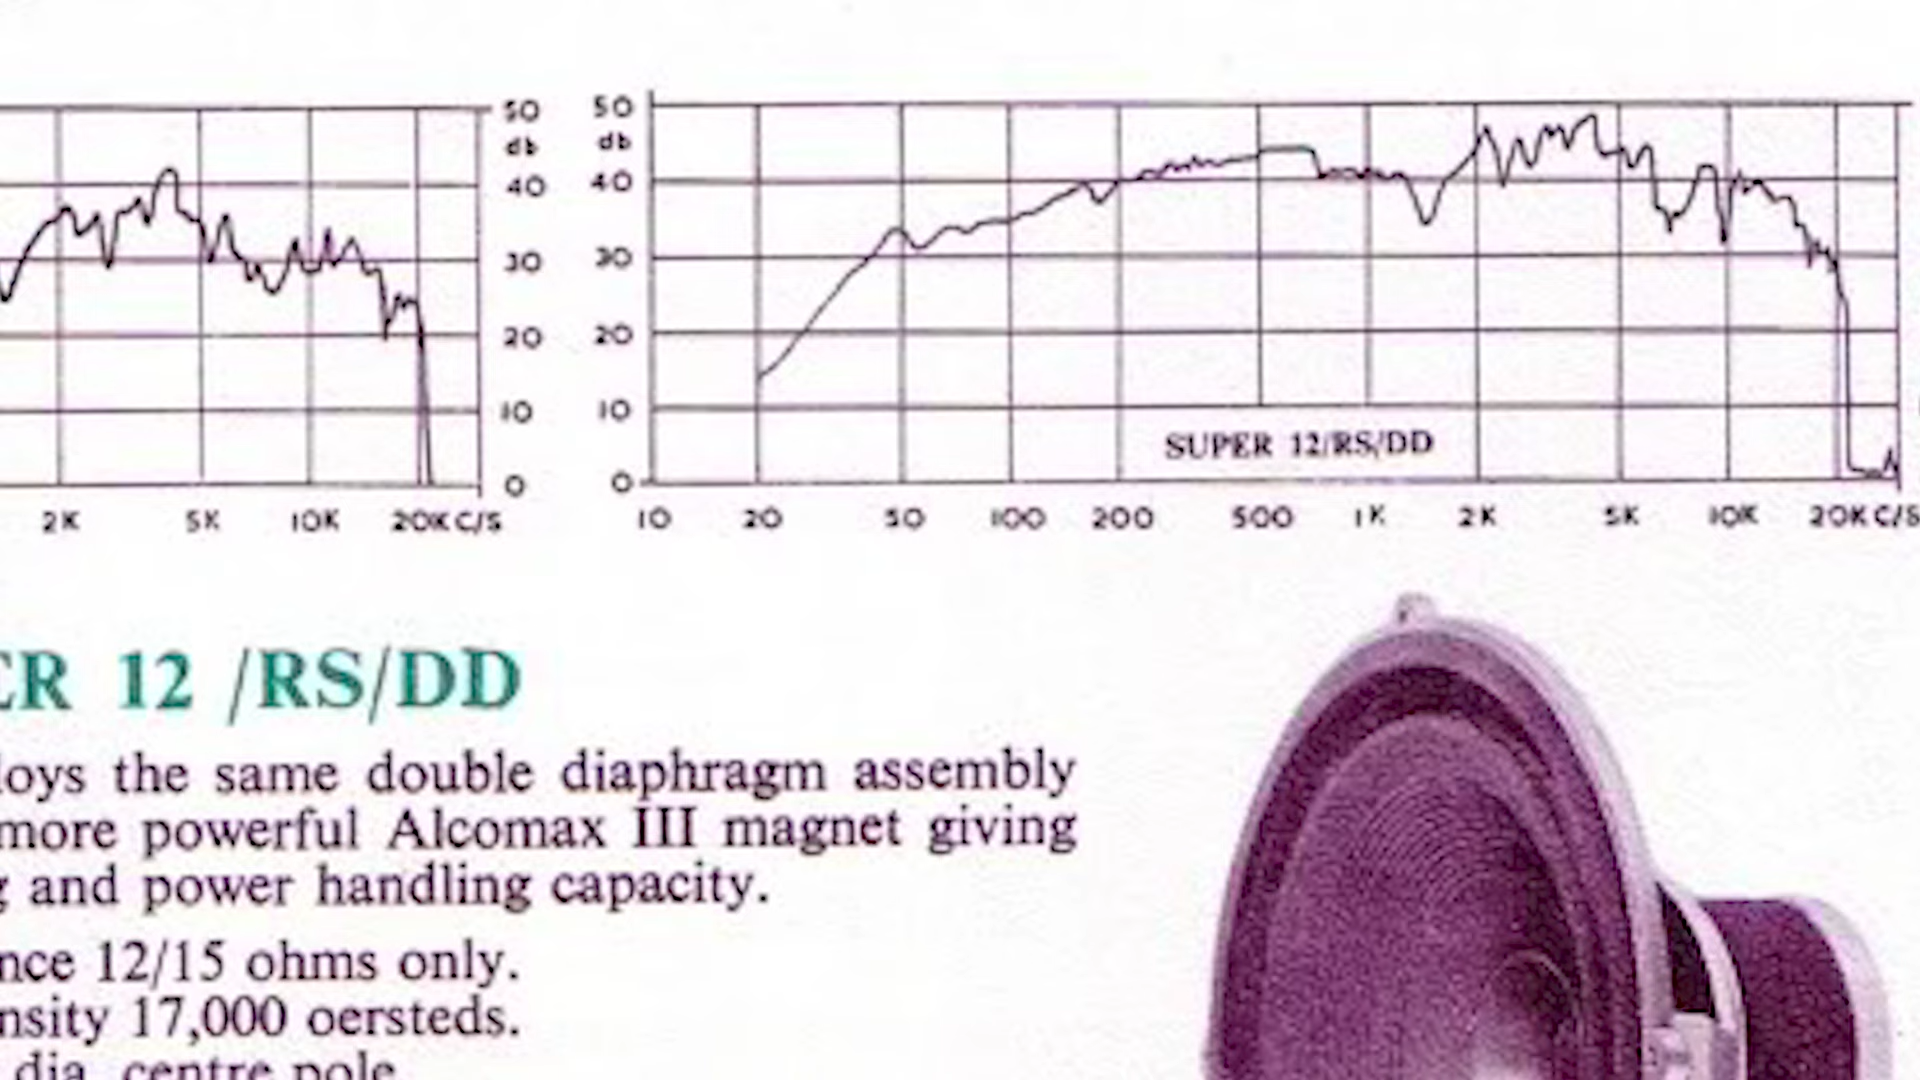 50
db
40
30
20
10
0
2K 5K 10K 20K C/S
50
db
40
30
20
10
0
SUPER 12/RS/DD
10 20 50 100 200 500 1K 2K 5K 10K 20K C/S
ER 12 /RS/DD
loys the same double diaphragm assembly
more powerful Alcomax III magnet giving
g and power handling capacity.
nce 12/15 ohms only.
nsity 17,000 oersteds.
dia. centre pole